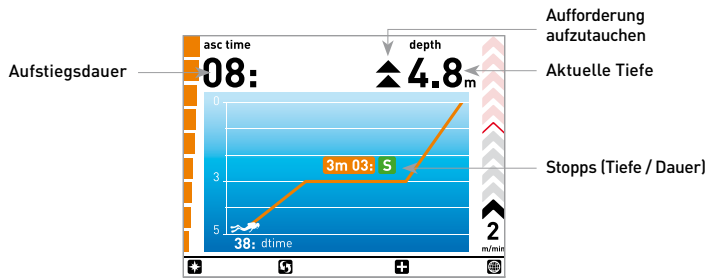 Aufforderung
aufzutauchen
asc time
depth
Aufstiegsdauer
08:
4.8m
Aktuelle Tiefe
0
3m 03: S
Stopps (Tiefe / Dauer)
3
5
38: dtime
2
m/min